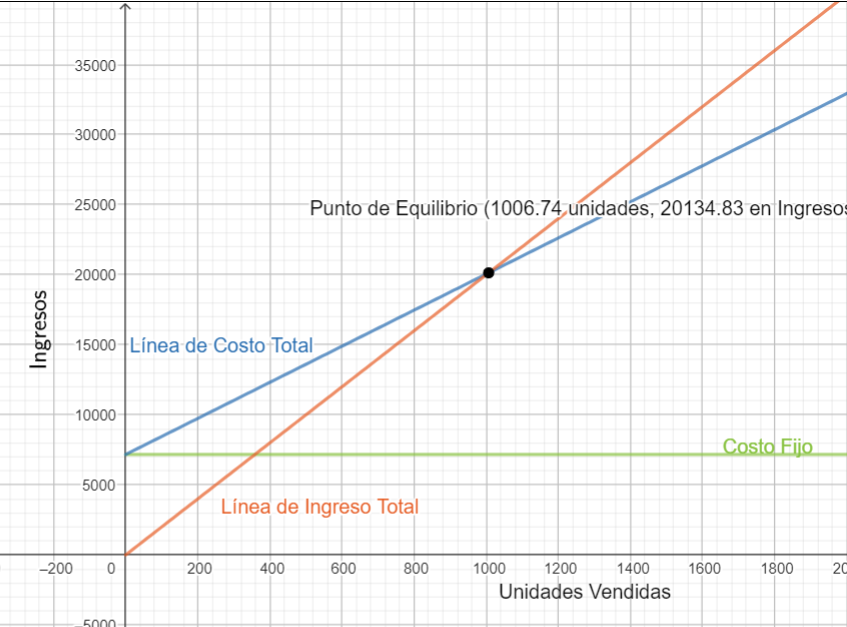 35000
30000
Punto de Equilibrio (1006.74 unidades, 20134.83 en Ingresos
25000
20000
Ingresos
Línea de Costo Total
15000
10000
Costo Fijo
5000
Línea de Ingreso Total
–200 0 200 400 600 800 1000 1200 1400 1600 1800 20
Unidades Vendidas
–5000